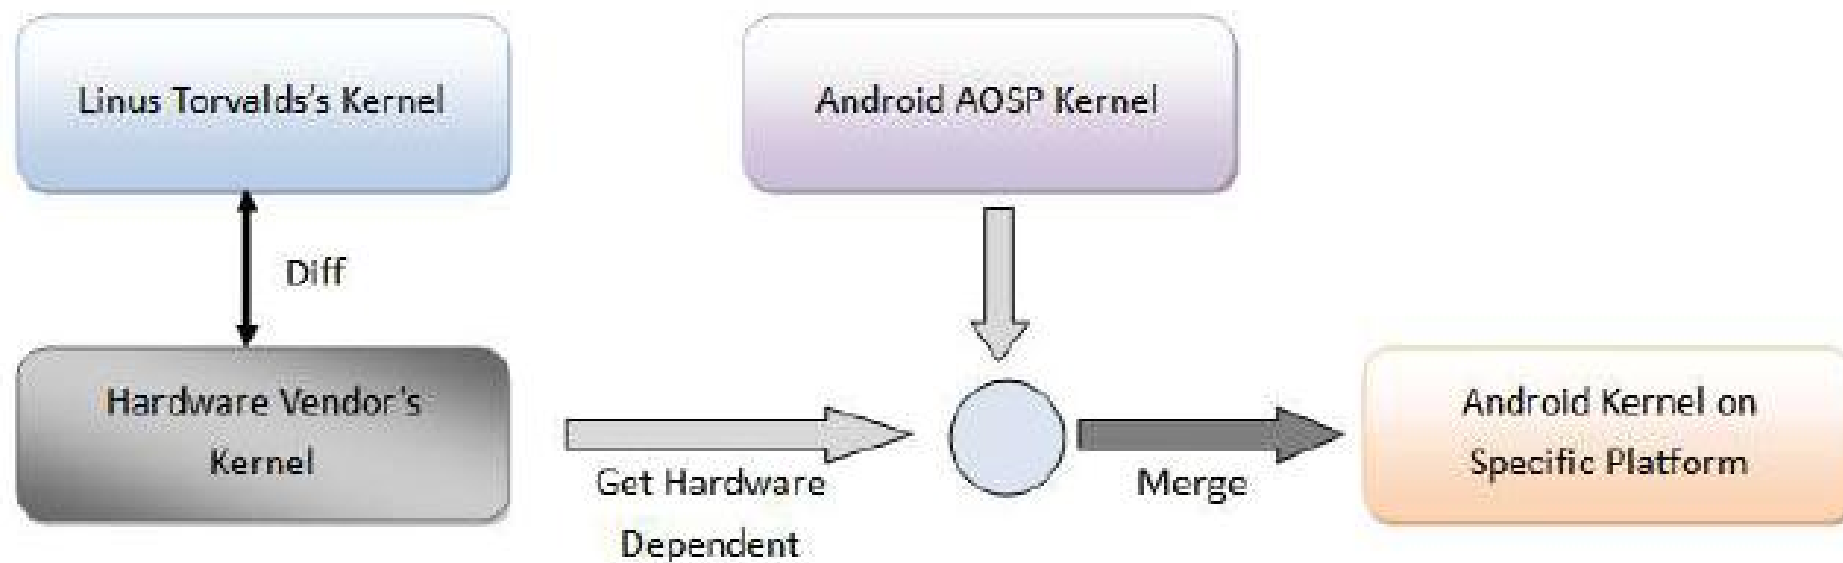 Linus Torvalds's Kernel
Android AOSP Kernel
Diff
Hardware Vendor's
Kernel
Get Hardware
Dependent
Merge
Android Kernel on
Specific Platform